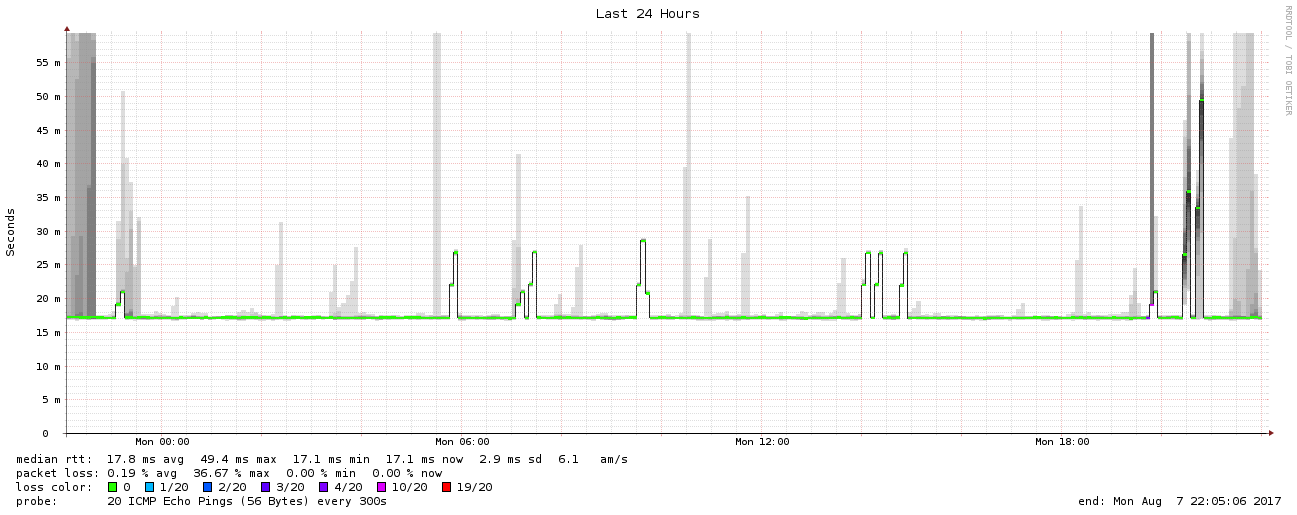 Last 24 Hours
RRDTOOL / TOBI OETIKER
Seconds
55 m
50 m
45 m
40 m
35 m
30 m
25 m
20 m
15 m
10 m
5 m
0
Mon 00:00 Mon 06:00 Mon 12:00 Mon 18:00
median rtt: 17.8 ms avg 49.4 ms max 17.1 ms min 17.1 ms now 2.9 ms sd 6.1 am/s
packet loss: 0.19 % avg 36.67 % max 0.00 % min 0.00 % now
loss color: 0 1/20 2/20 3/20 4/20 10/20 19/20
probe: 20 ICMP Echo Pings (56 Bytes) every 300s end: Mon Aug 7 22:05:06 2017